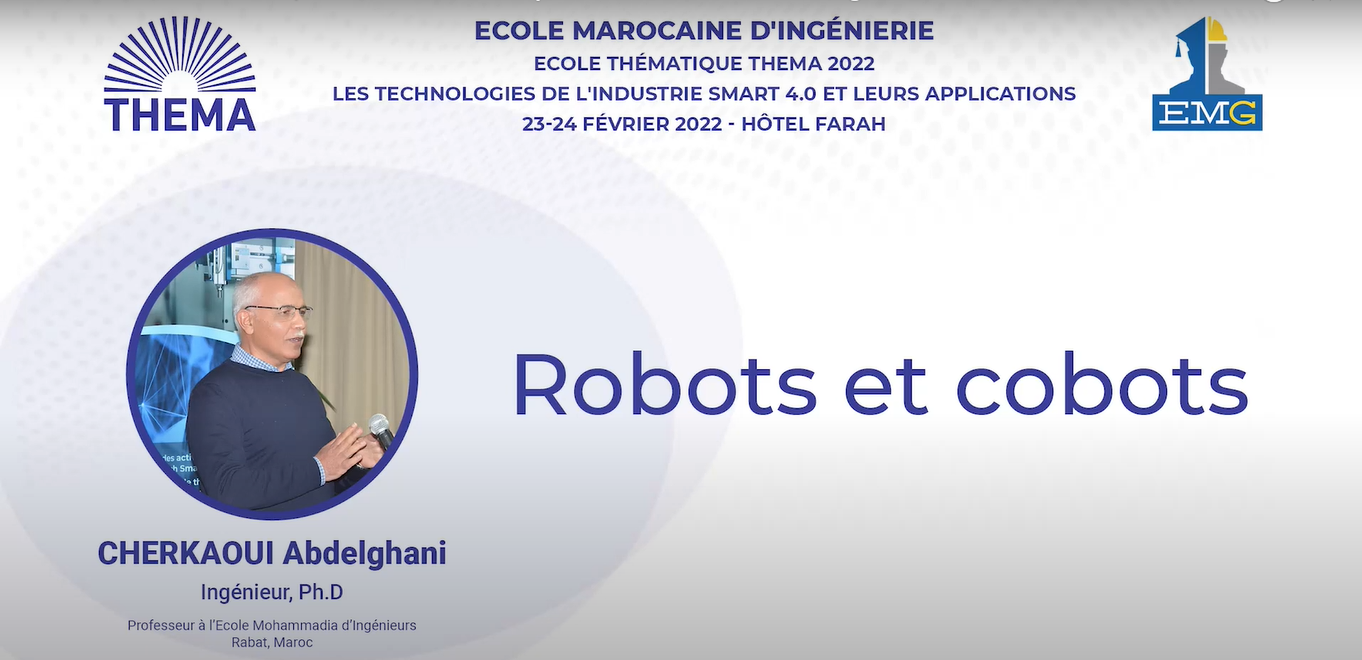 THEMA
ECOLE MAROCAINE D'INGÉNIERIE
ECOLE THÉMATIQUE THEMA 2022
LES TECHNOLOGIES DE L'INDUSTRIE SMART 4.0 ET LEURS APPLICATIONS
23-24 FÉVRIER 2022 - HÔTEL FARAH
EMG
Robots et cobots
CHERKAOUI Abdelghani
Ingénieur, Ph.D
Professeur à l'Ecole Mohammadia d'Ingénieurs
Rabat, Maroc